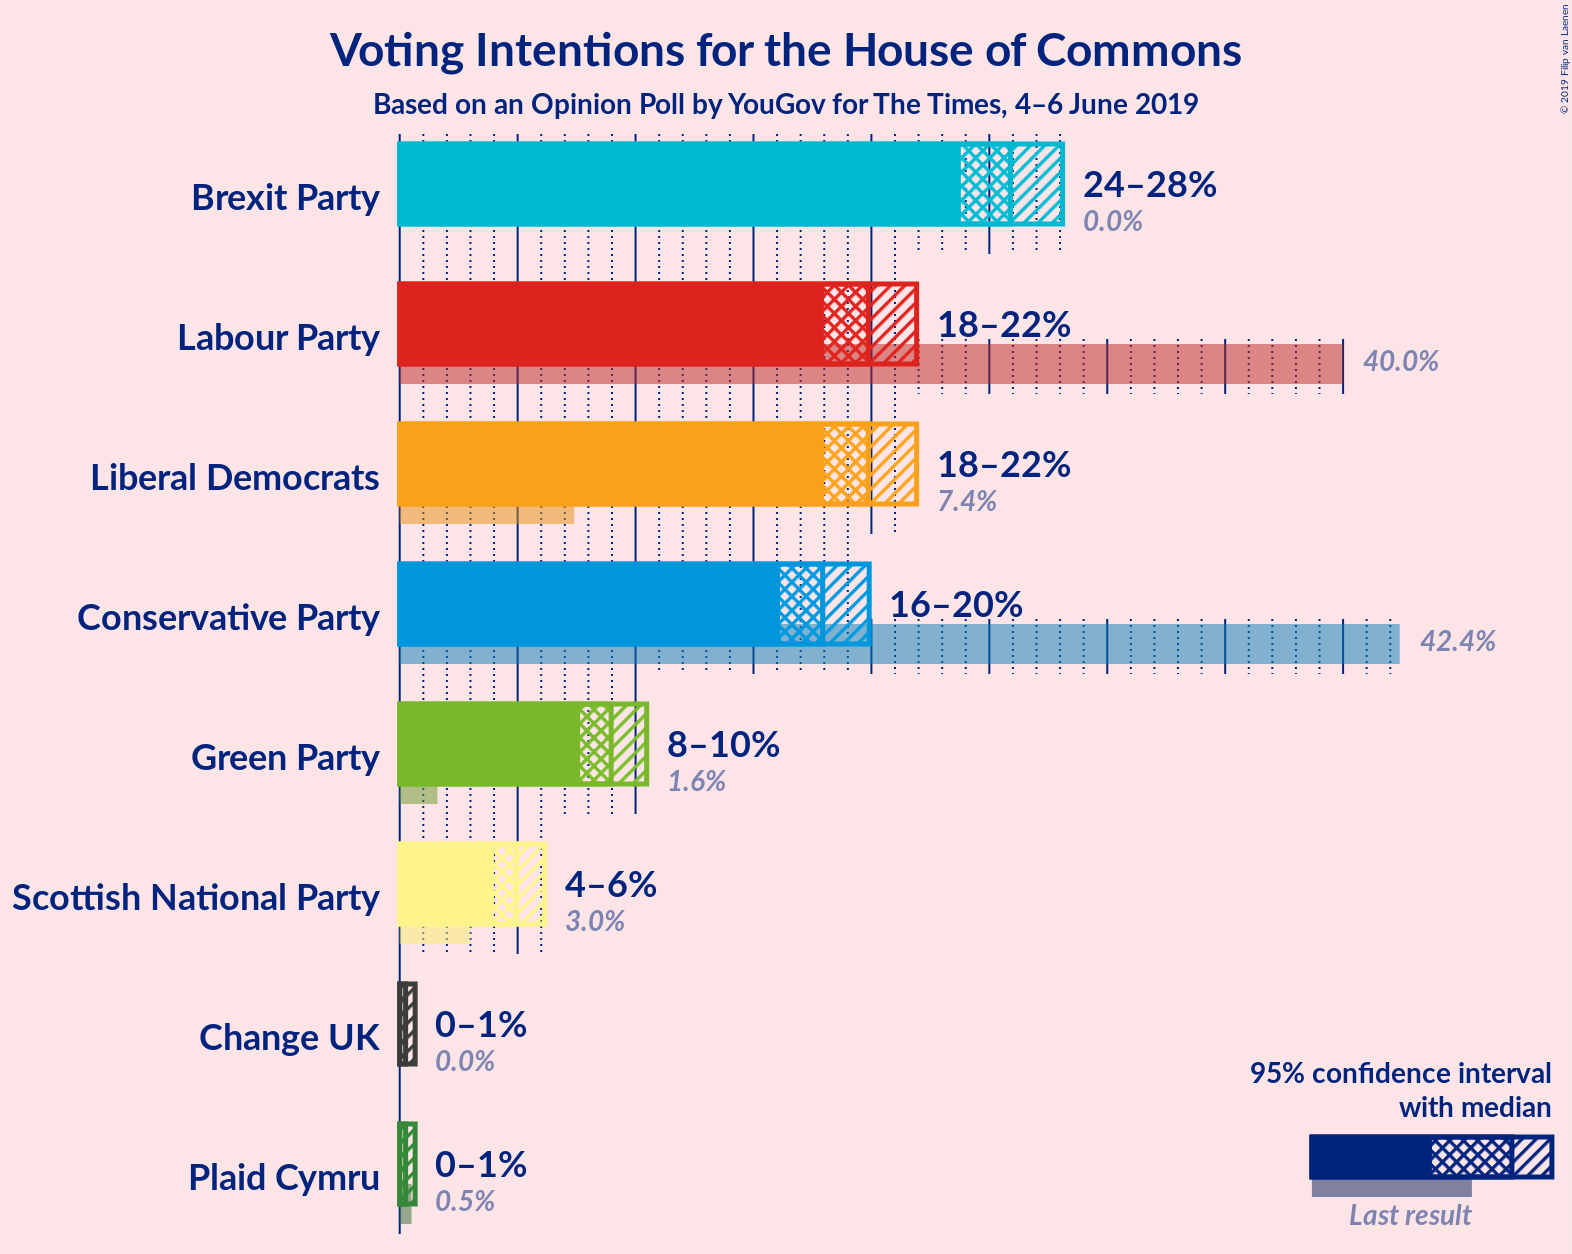 Voting Intentions for the House of Commons
Based on an Opinion Poll by YouGov for The Times, 4–6 June 2019
© 2019 Filip van Laenen
Brexit Party
24–28%
0.0%
Labour Party
18–22%
40.0%
Liberal Democrats
18–22%
7.4%
Conservative Party
16–20%
42.4%
Green Party
8–10%
1.6%
Scottish National Party
4–6%
3.0%
Change UK
0–1%
0.0%
Plaid Cymru
0–1%
0.5%
95% confidence interval
with median
Last result